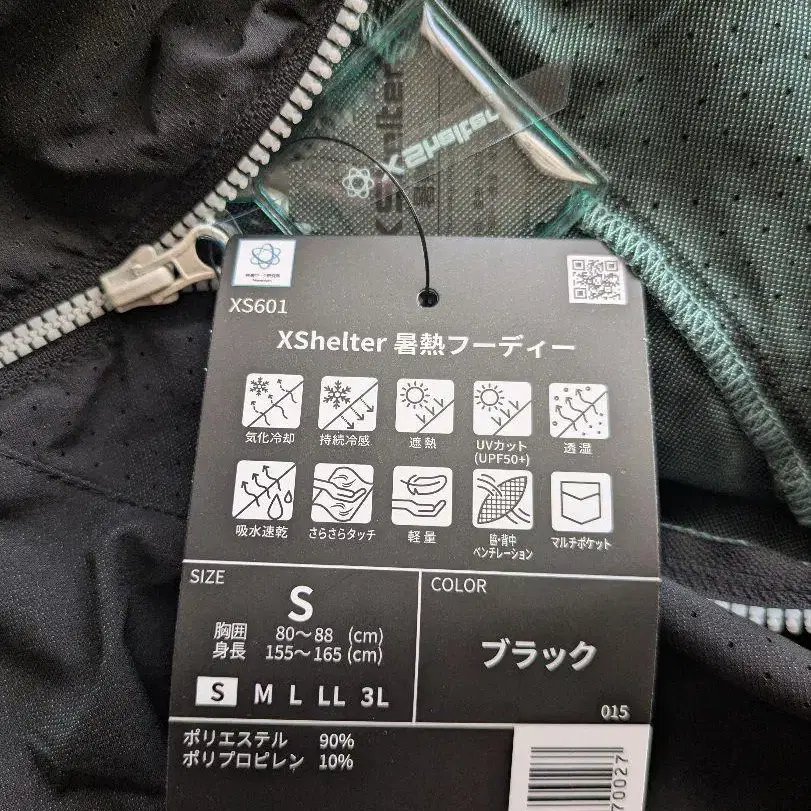 XShelter
XShelter
XS601
XShelter 暑熱フーディー
気化冷却
持続冷感
遮熱
UVカット
(UPF50+)
透湿
吸水速乾
さらさらタッチ
軽量
脇・背中
ベンチレーション
マルチポケット
SIZE
S
胸囲 80～88 (cm)
身長 155～165 (cm)
S M L LL 3L
COLOR
ブラック
015
ポリエステル 90%
ポリプロピレン 10%
70027